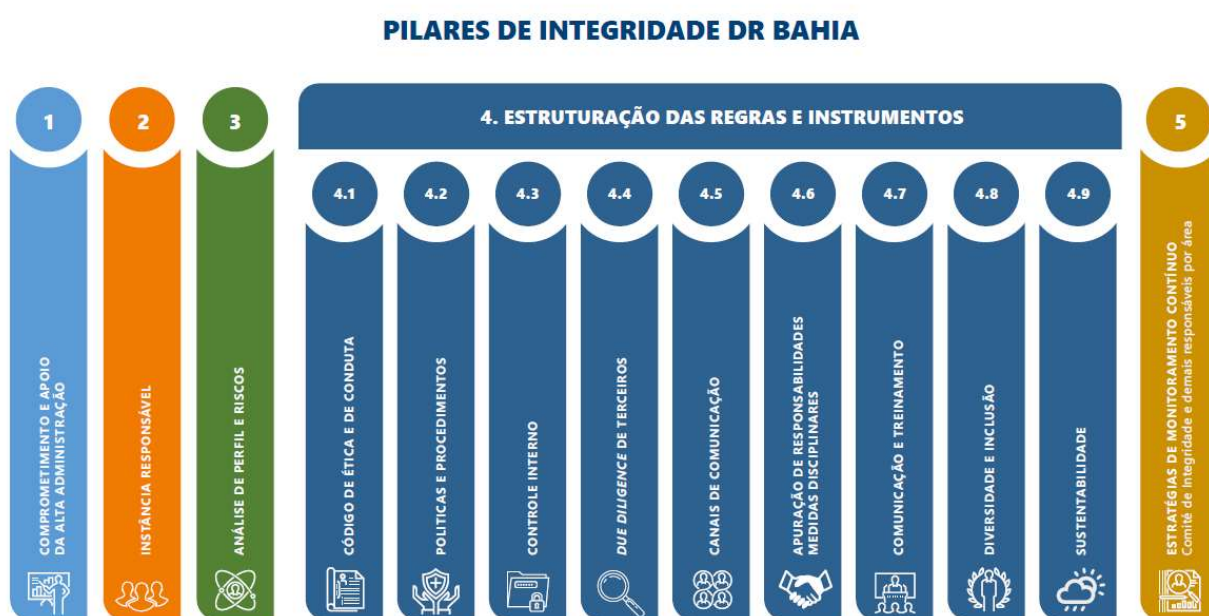 PILARES DE INTEGRIDADE DR BAHIA
1
COMPROMETIMENTO E APOIO
DA ALTA ADMINISTRAÇÃO
2
INSTÂNCIA RESPONSÁVEL
3
ANÁLISE DE PERFIL E RISCOS
4. ESTRUTURAÇÃO DAS REGRAS E INSTRUMENTOS
4.1
CÓDIGO DE ÉTICA E DE CONDUTA
4.2
POLITICAS E PROCEDIMENTOS
4.3
CONTROLE INTERNO
4.4
DUE DILIGENCE DE TERCEIROS
4.5
CANAIS DE COMUNICAÇÃO
4.6
APURAÇÃO DE RESPONSABILIDADES
MEDIDAS DISCIPLINARES
4.7
COMUNICAÇÃO E TREINAMENTO
4.8
DIVERSIDADE E INCLUSÃO
4.9
SUSTENTABILIDADE
5
ESTRATÉGIAS DE MONITORAMENTO CONTÍNUO
Comitê de Integridade e demais responsáveis por área